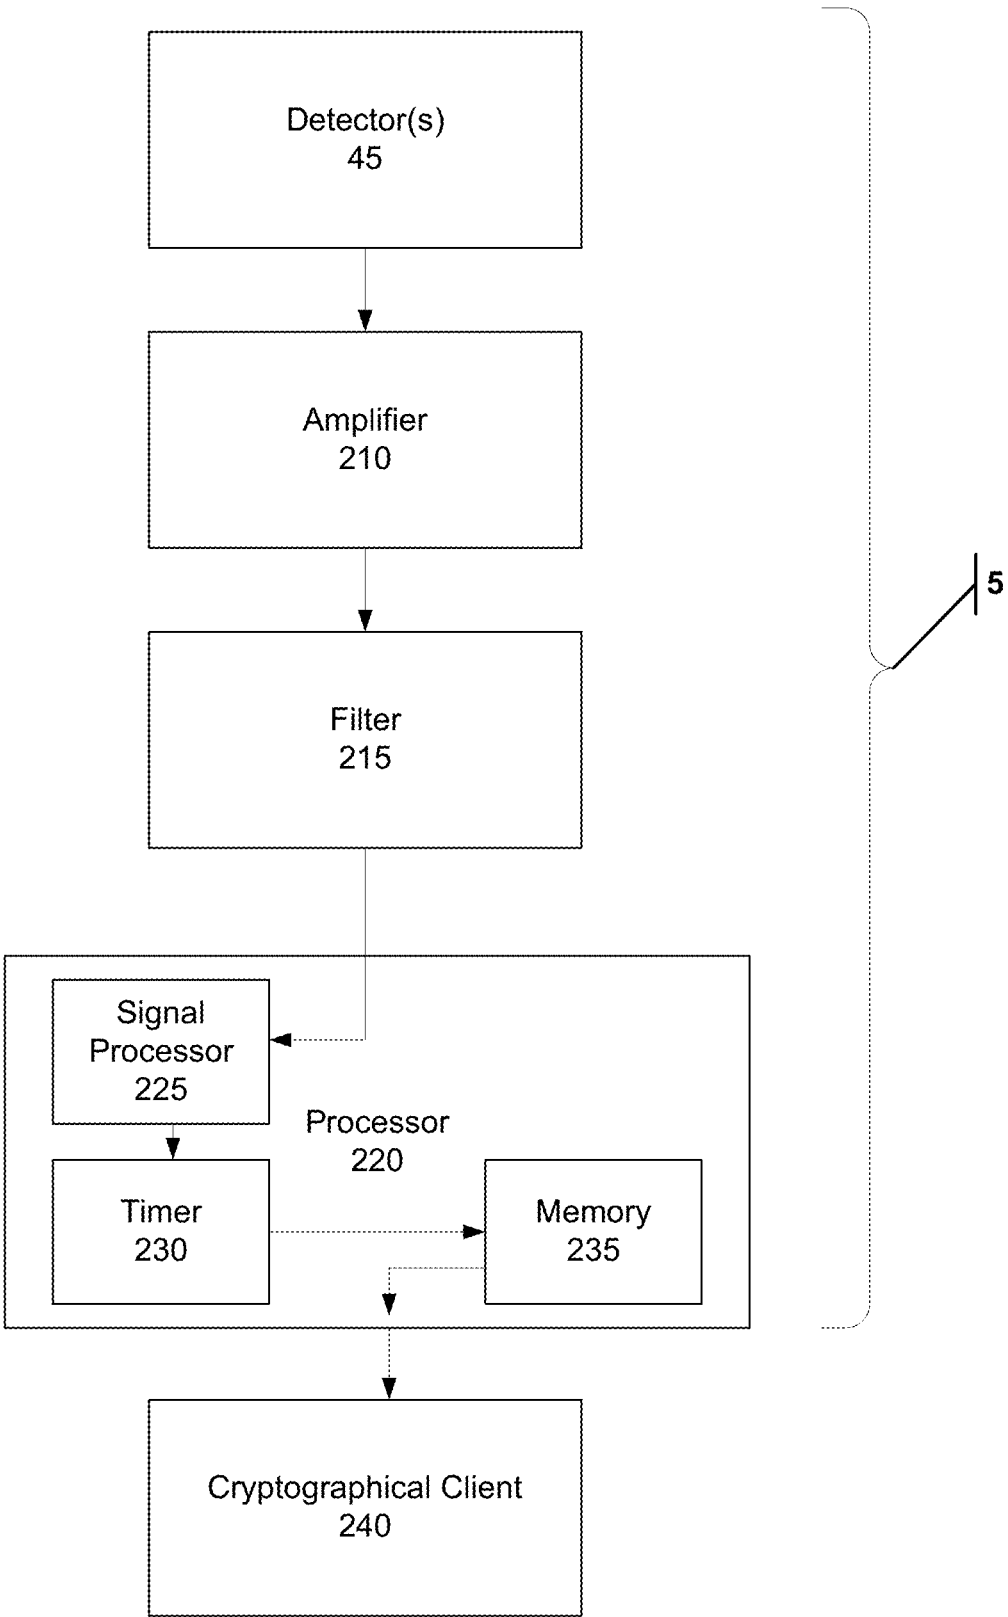 Detector(s)
45
Amplifier
210
5
Filter
215
Signal
Processor
225
Processor
220
Timer
230
Memory
235
Cryptographical Client
240